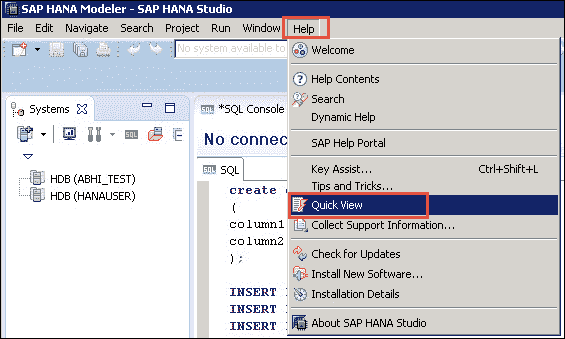 SAP HANA Modeler - SAP HANA Studio
File Edit Navigate Search Project Run Window Help
No system available to
Welcome
Help Contents
Search
Dynamic Help
SAP Help Portal
Key Assist... Ctrl+Shift+L
Tips and Tricks...
Quick View
Collect Support Information...
Check for Updates
Install New Software...
Installation Details
About SAP HANA Studio
Systems
SQL
HDB (ABHI_TEST)
HDB (HANAUSER)
SQL *SQL Console
No connec
SQL SQL
create
(
column1
column2
);
INSERT
INSERT
INSERT